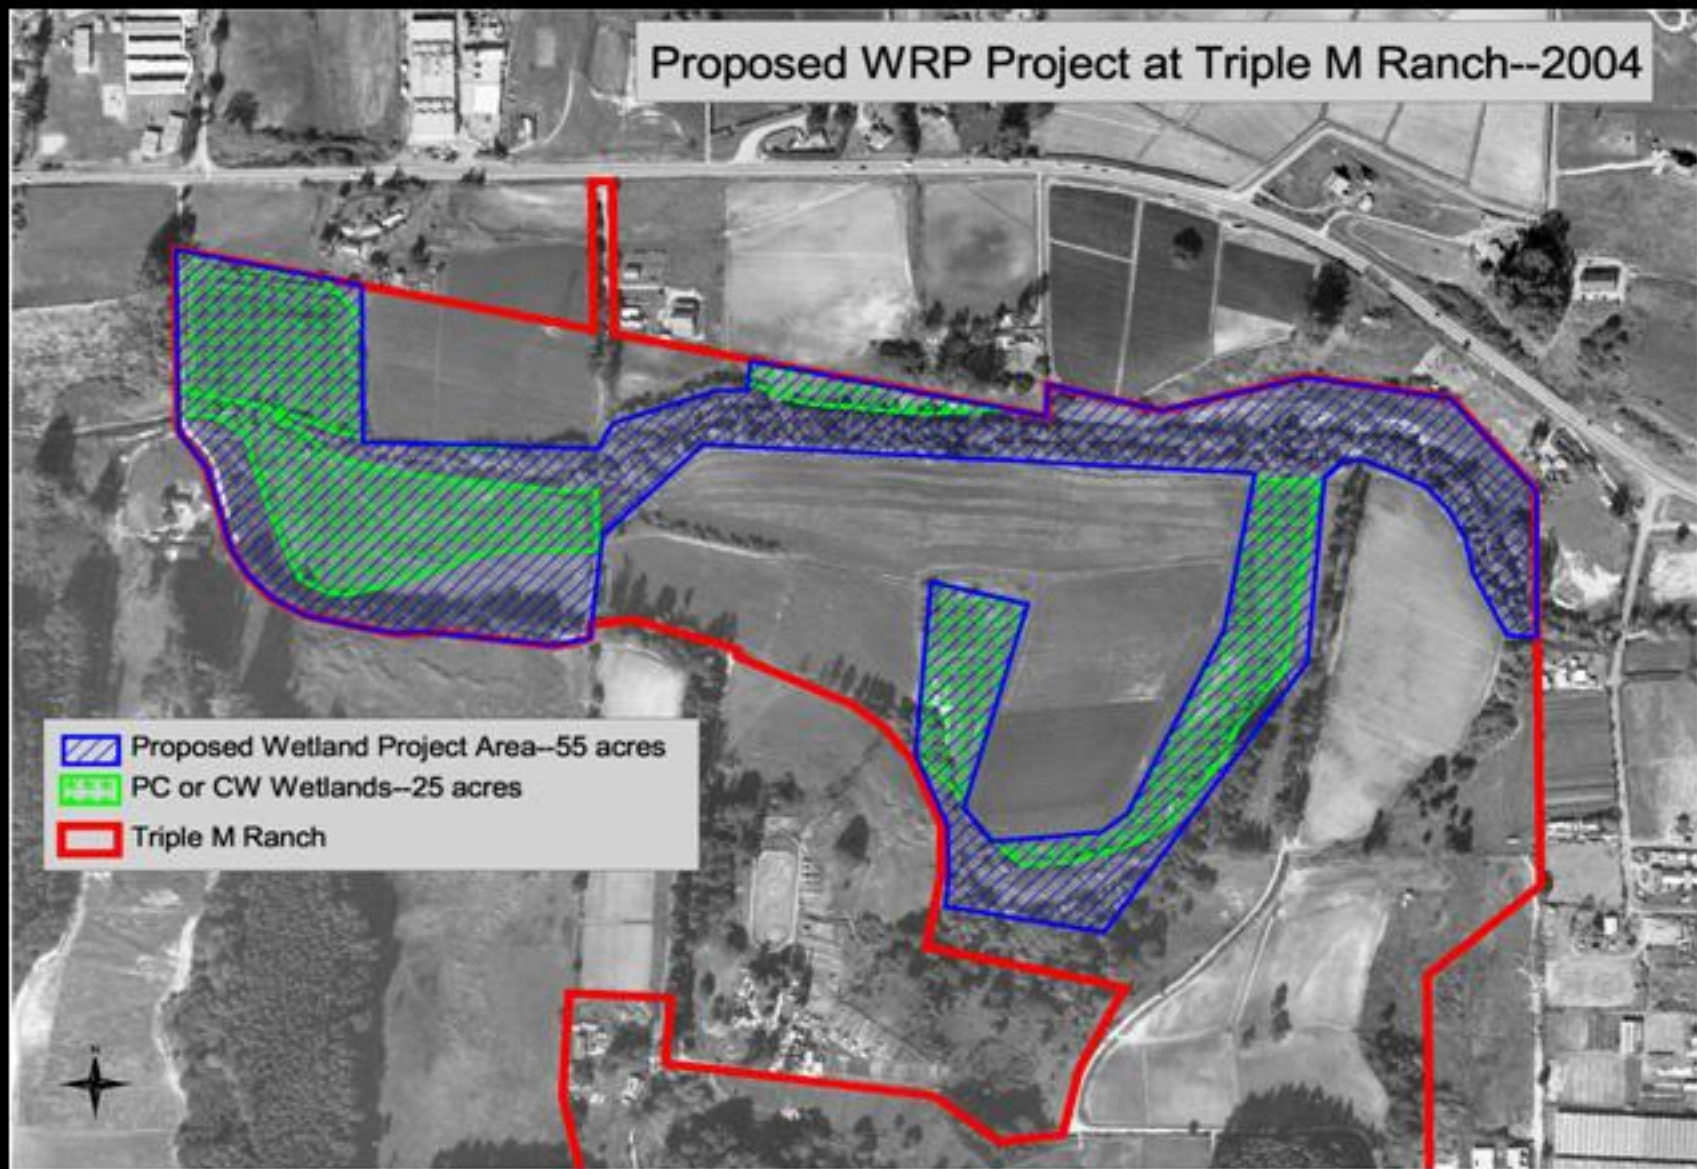 Proposed WRP Project at Triple M Ranch--2004
Proposed Wetland Project Area--55 acres
PC or CW Wetlands--25 acres
Triple M Ranch
N